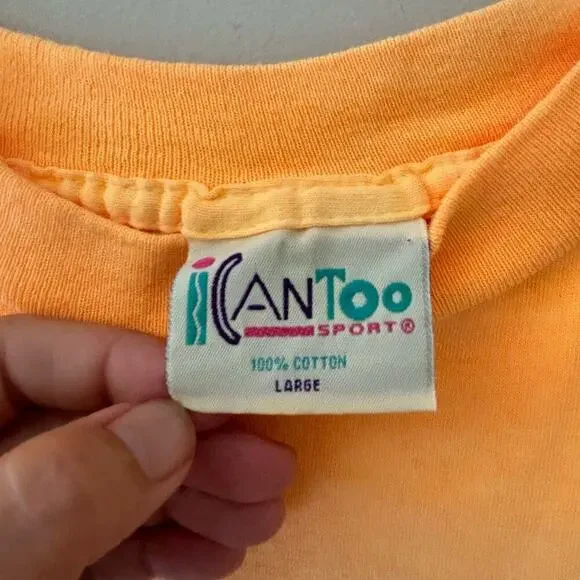 iCANTOO
SPORT®
100% COTTON
LARGE